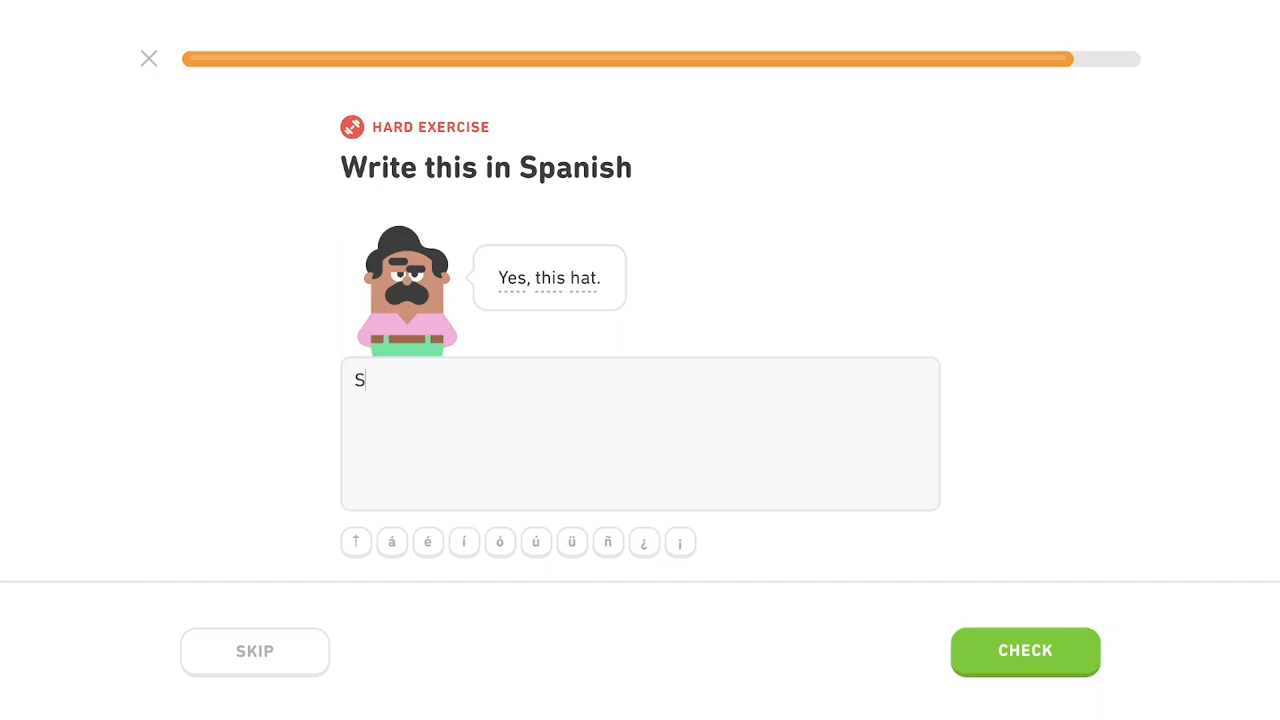 HARD EXERCISE
Write this in Spanish
Yes, this hat.
S
↑ á é í ó ú ü ñ ¿ ¡
SKIP
CHECK